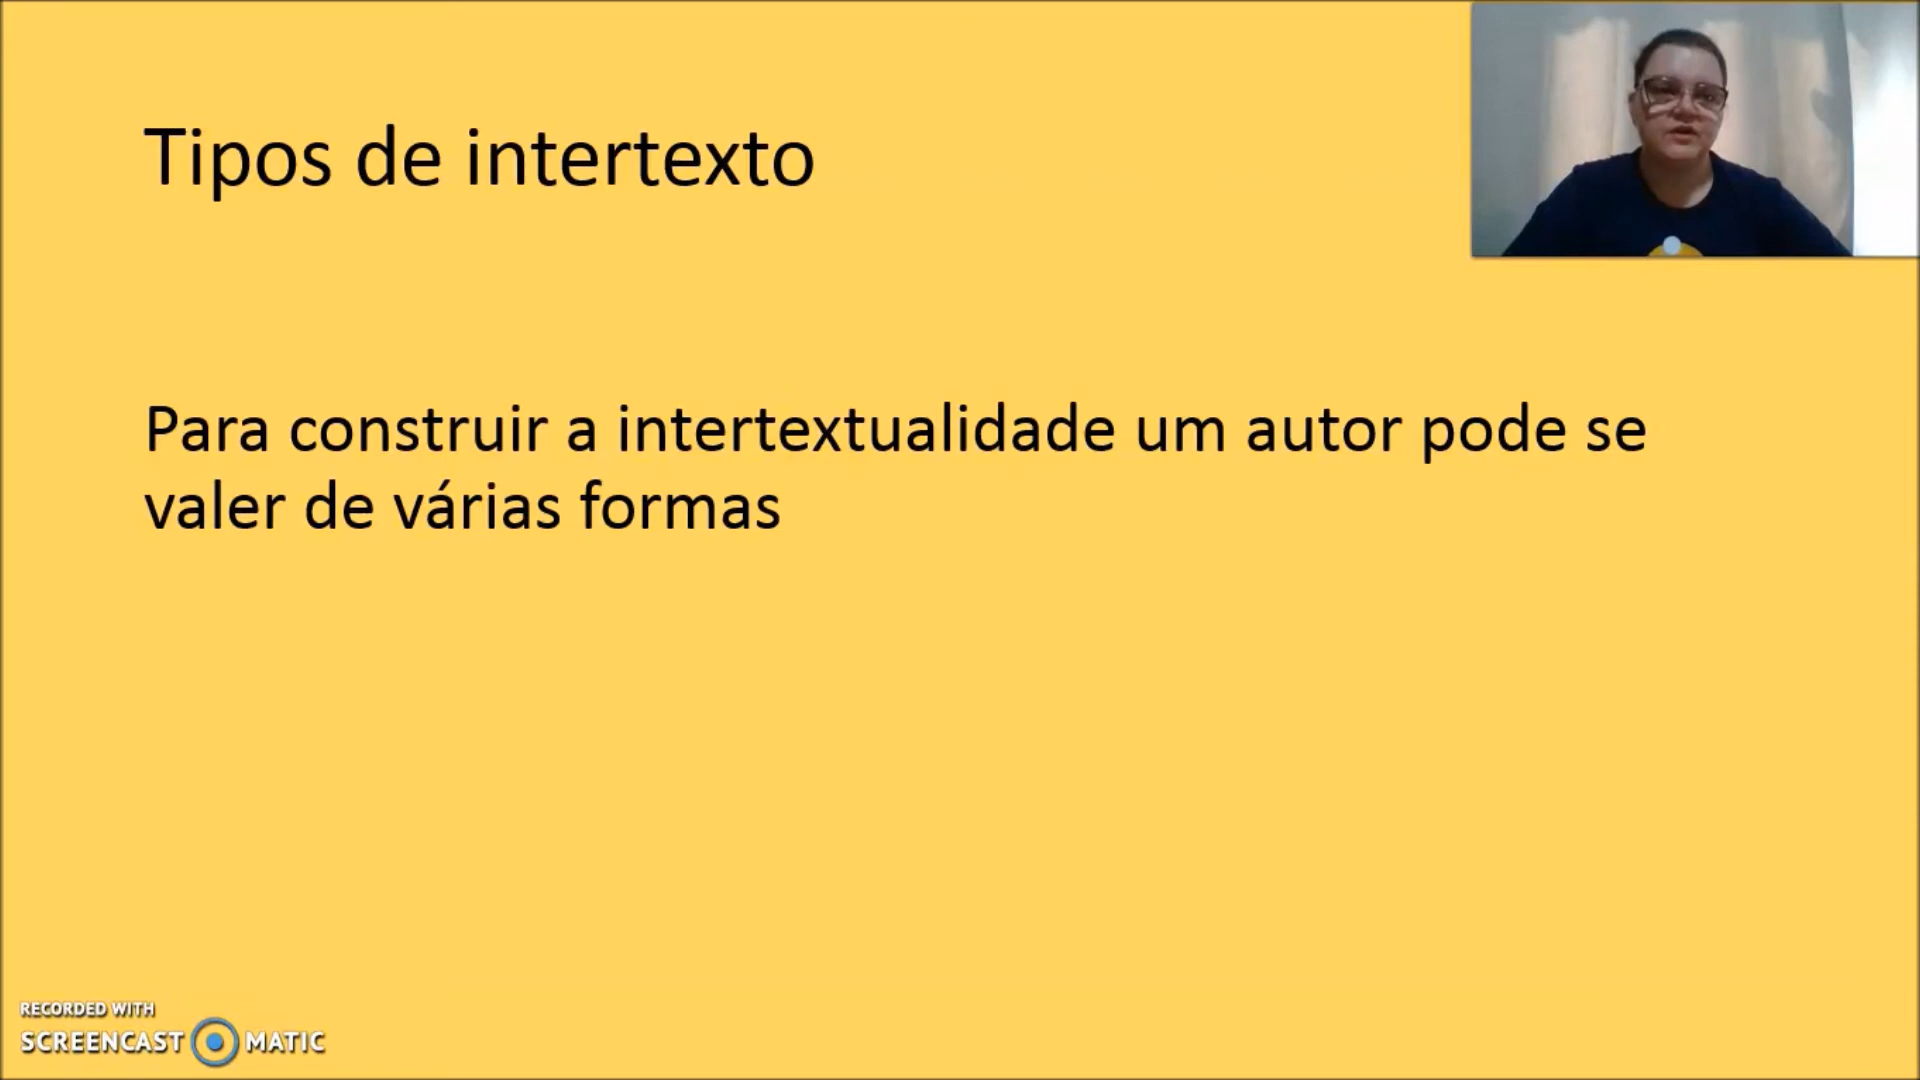 Tipos de intertexto
Para construir a intertextualidade um autor pode se
valer de várias formas
RECORDED WITH
SCREENCAST MATIC